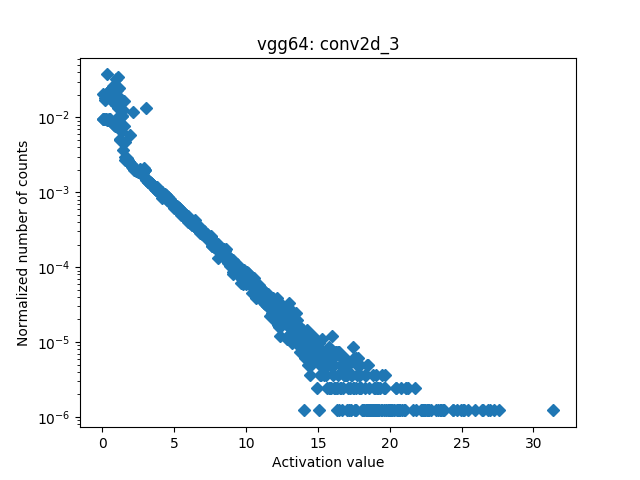 vgg64: conv2d_3
Normalized number of counts
10⁻²
10⁻³
10⁻⁴
10⁻⁵
10⁻⁶
0 5 10 15 20 25 30
Activation value